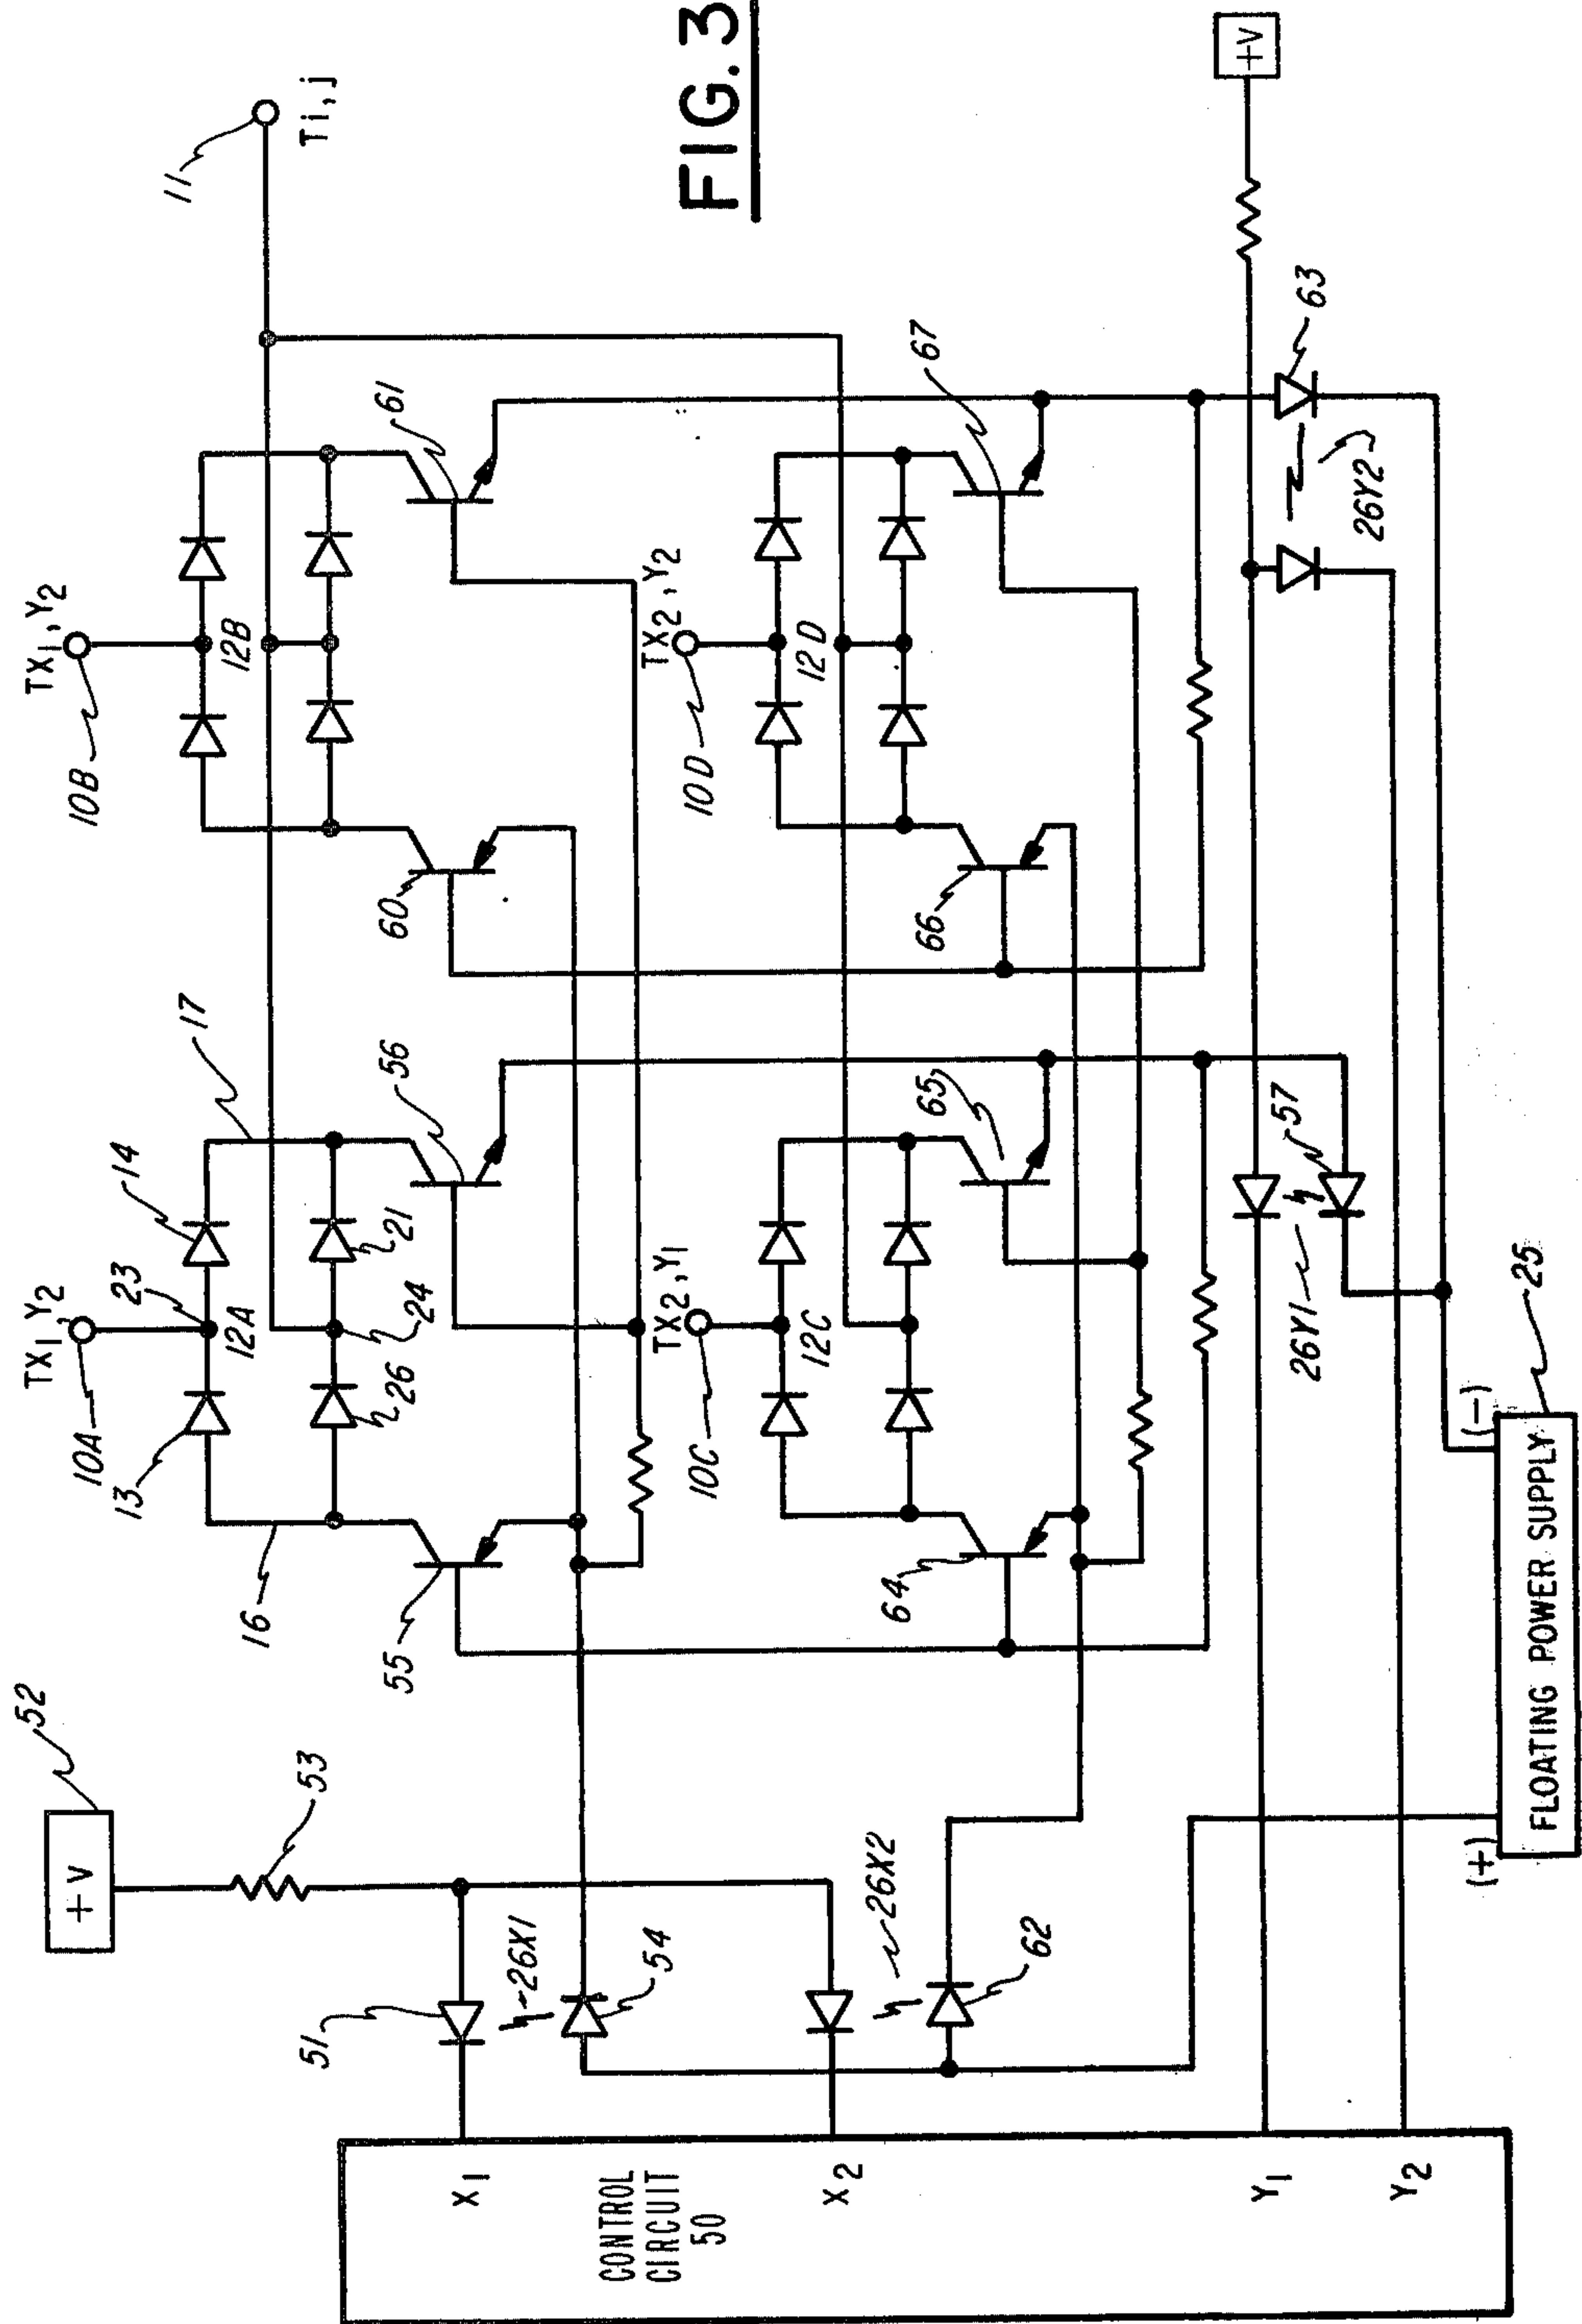 FIG. 3
52
+V
53
51
26X1
54
26X2
62
CONTROL
CIRCUIT
50
X1
X2
Y1
Y2
TX1,Y2
10A
23
14
17
13
12A
16
26
24
21
55
56
TX1,Y2
10B
12B
11
Ti,j
60
61
TX2,Y1
10C
12C
64
65
TX2,Y2
10D
12D
66
67
26Y1
57
26Y2
63
+V
(+)
(-)
FLOATING POWER SUPPLY
25